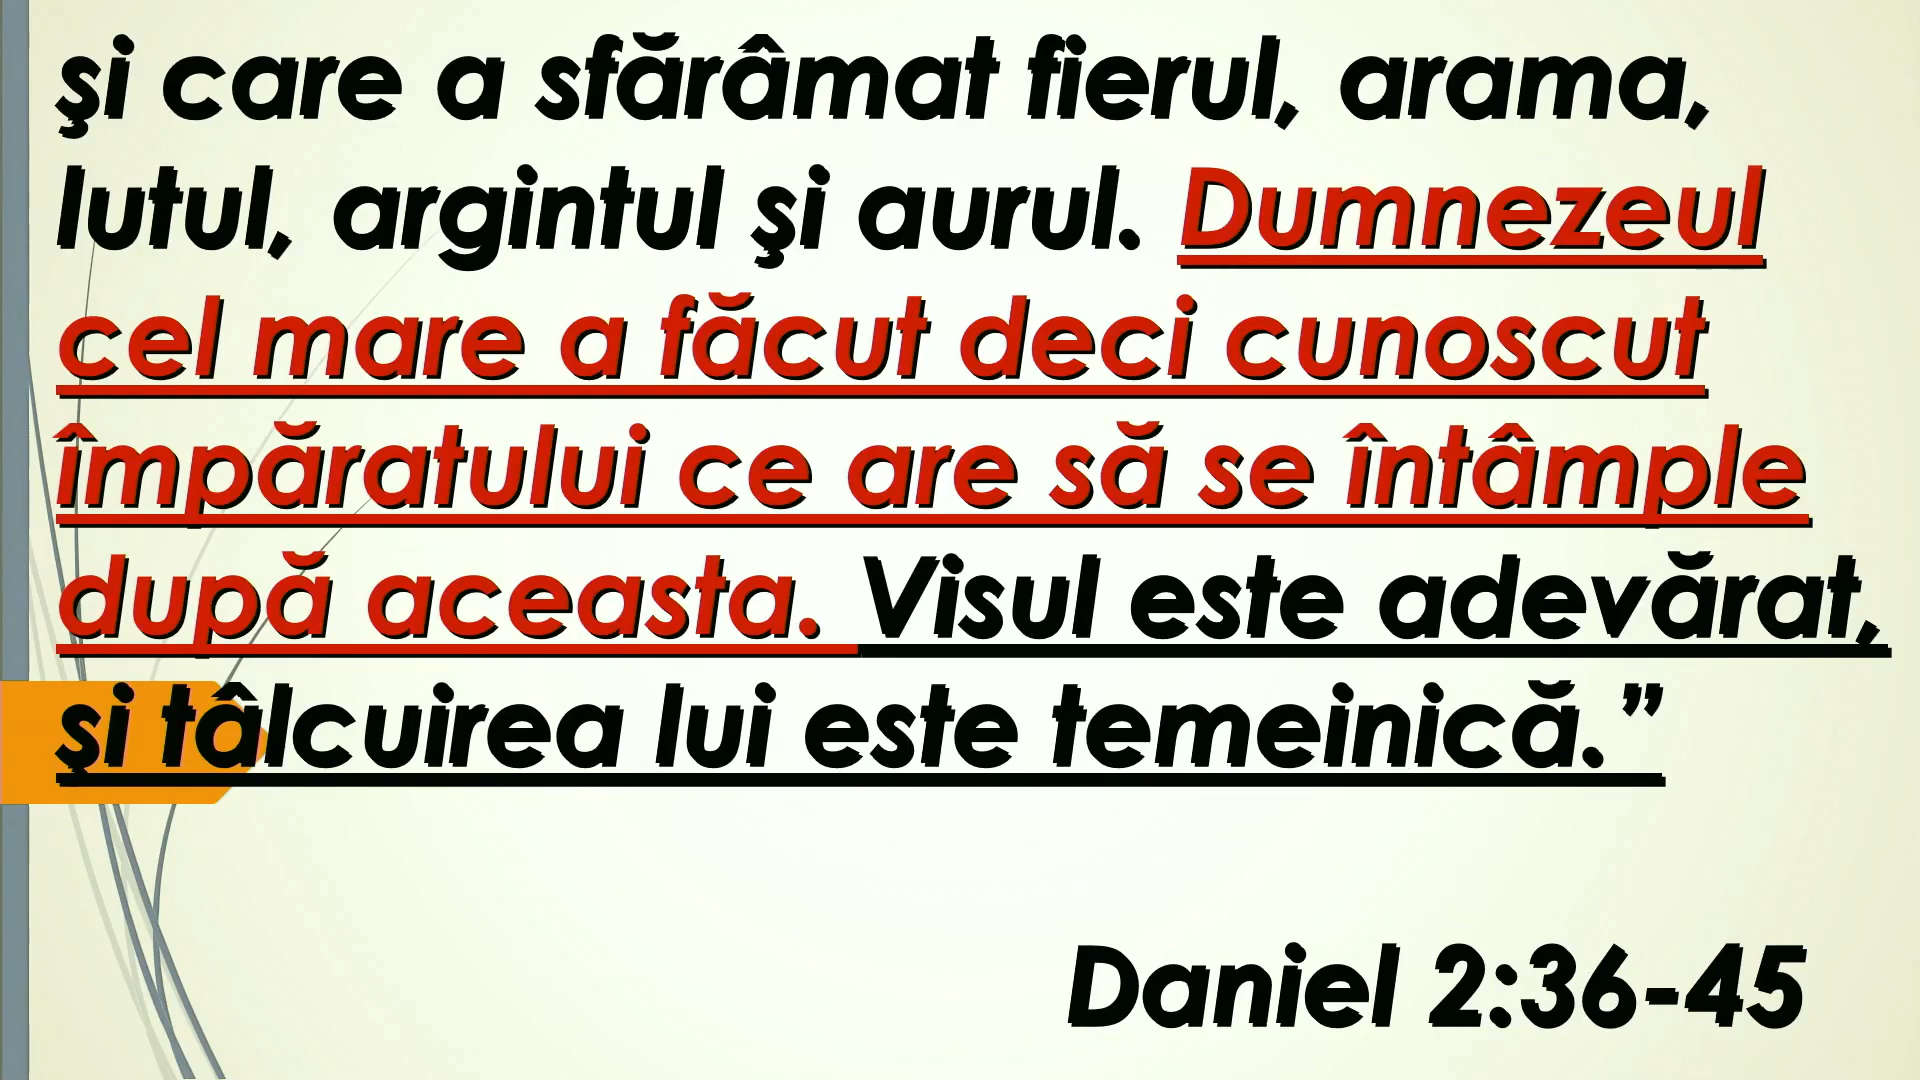 şi care a sfărâmat fierul, arama,
lutul, argintul şi aurul. Dumnezeul
cel mare a făcut deci cunoscut
împăratului ce are să se întâmple
după aceasta. Visul este adevărat,
şi tâlcuirea lui este temeinică.”
Daniel 2:36-45